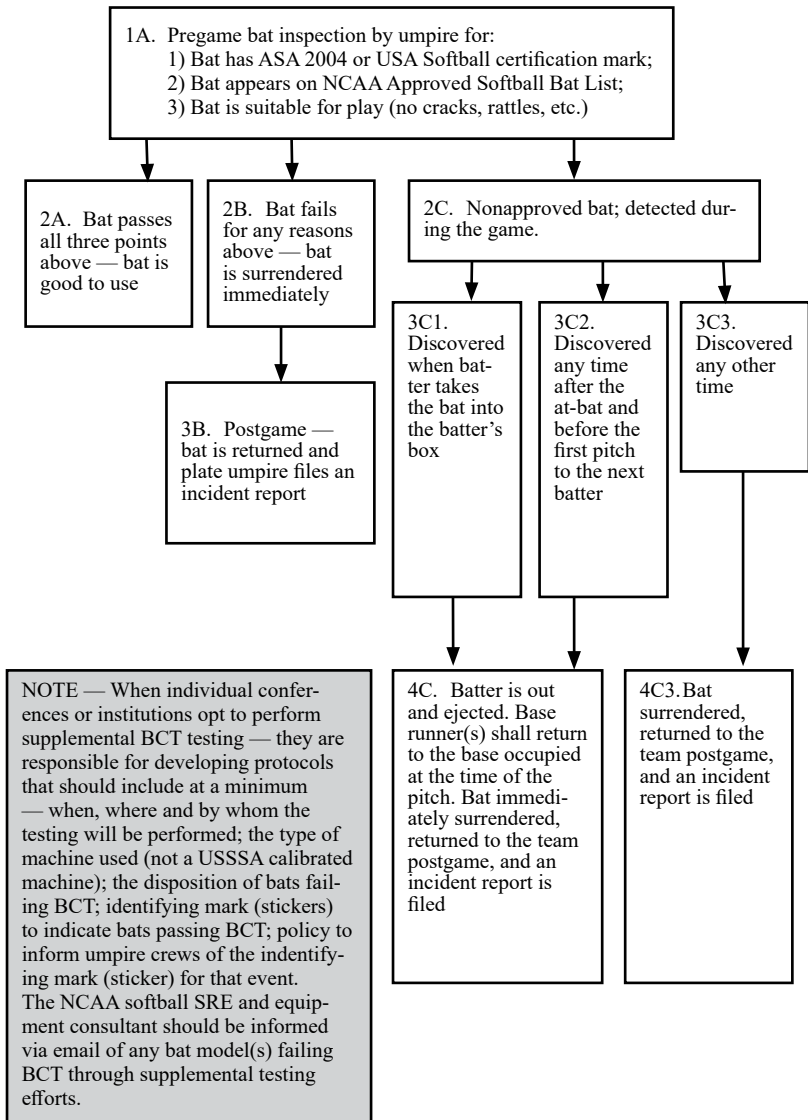 1A. Pregame bat inspection by umpire for:
1) Bat has ASA 2004 or USA Softball certification mark;
2) Bat appears on NCAA Approved Softball Bat List;
3) Bat is suitable for play (no cracks, rattles, etc.)
2A. Bat passes
all three points
above — bat is
good to use
2B. Bat fails
for any reasons
above — bat
is surrendered
immediately
2C. Nonapproved bat; detected dur-
ing the game.
3B. Postgame —
bat is returned and
plate umpire files an
incident report
3C1.
Discovered
when bat-
ter takes
the bat into
the batter’s
box
3C2.
Discovered
any time
after the
at-bat and
before the
first pitch
to the next
batter
3C3.
Discovered
any other
time
NOTE — When individual confer-
ences or institutions opt to perform
supplemental BCT testing — they are
responsible for developing protocols
that should include at a minimum
— when, where and by whom the
testing will be performed; the type of
machine used (not a USSSA calibrated
machine); the disposition of bats fail-
ing BCT; identifying mark (stickers)
to indicate bats passing BCT; policy to
inform umpire crews of the indentify-
ing mark (sticker) for that event.
The NCAA softball SRE and equip-
ment consultant should be informed
via email of any bat model(s) failing
BCT through supplemental testing
efforts.
4C. Batter is out
and ejected. Base
runner(s) shall return
to the base occupied
at the time of the
pitch. Bat immedi-
ately surrendered,
returned to the team
postgame, and an
incident report is
filed
4C3.Bat
surrendered,
returned to the
team postgame,
and an incident
report is filed